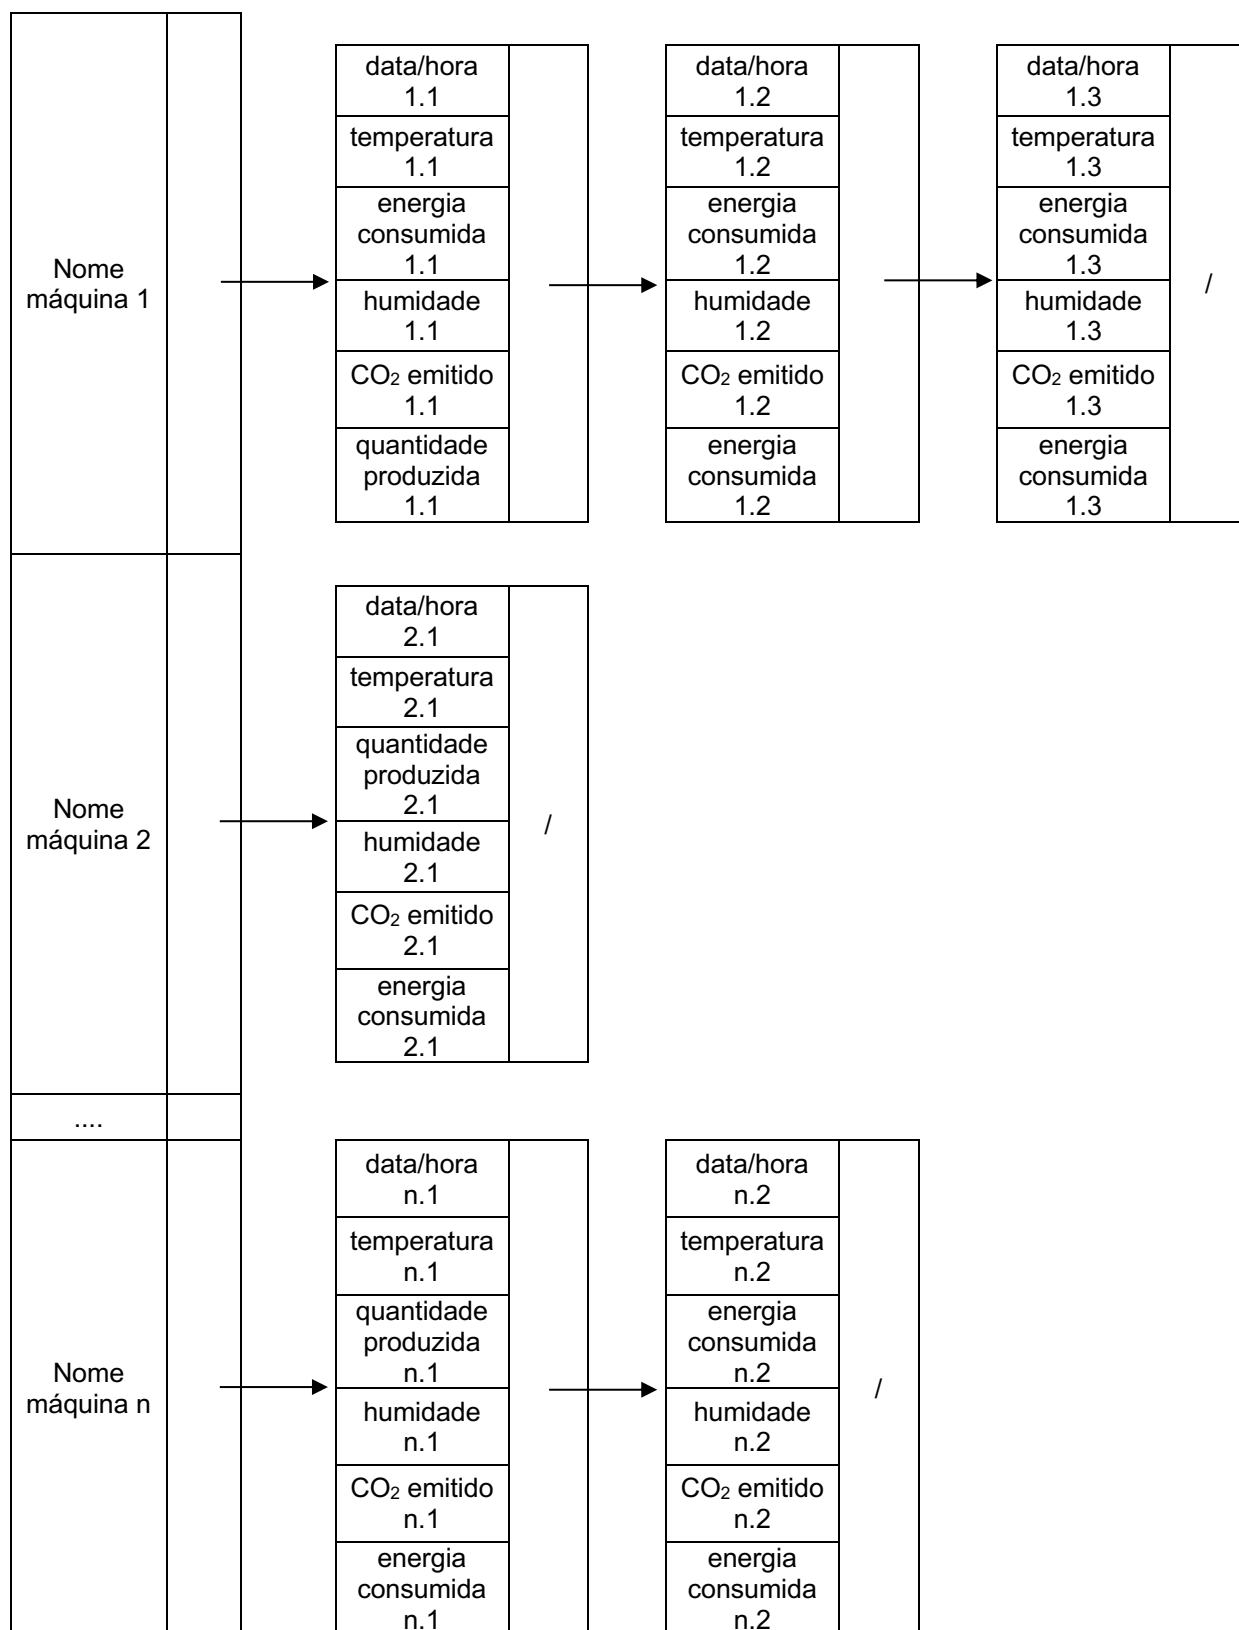 Nome
máquina 1
data/hora
1.1
temperatura
1.1
energia
consumida
1.1
humidade
1.1
CO₂ emitido
1.1
quantidade
produzida
1.1
data/hora
1.2
temperatura
1.2
energia
consumida
1.2
humidade
1.2
CO₂ emitido
1.2
energia
consumida
1.2
data/hora
1.3
temperatura
1.3
energia
consumida
1.3
humidade
1.3
CO₂ emitido
1.3
energia
consumida
1.3
/
Nome
máquina 2
data/hora
2.1
temperatura
2.1
quantidade
produzida
2.1
humidade
2.1
CO₂ emitido
2.1
energia
consumida
2.1
/
....
Nome
máquina n
data/hora
n.1
temperatura
n.1
quantidade
produzida
n.1
humidade
n.1
CO₂ emitido
n.1
energia
consumida
n.1
data/hora
n.2
temperatura
n.2
energia
consumida
n.2
humidade
n.2
CO₂ emitido
n.2
energia
consumida
n.2
/